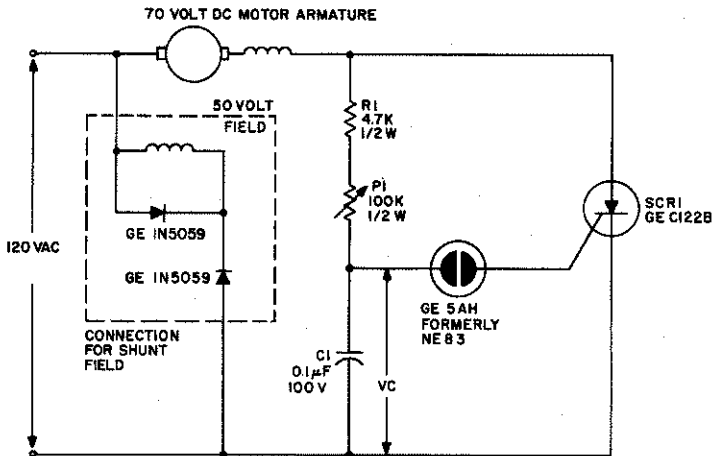 70 VOLT DC MOTOR ARMATURE
50 VOLT
FIELD
R1
4.7K
1/2 W
P1
100K
1/2 W
SCR1
GE C122B
GE IN5059
120 VAC
GE IN5059
GE 5AH
FORMERLY
NE83
CONNECTION
FOR SHUNT
FIELD
C1
0.1µF
100 V
VC